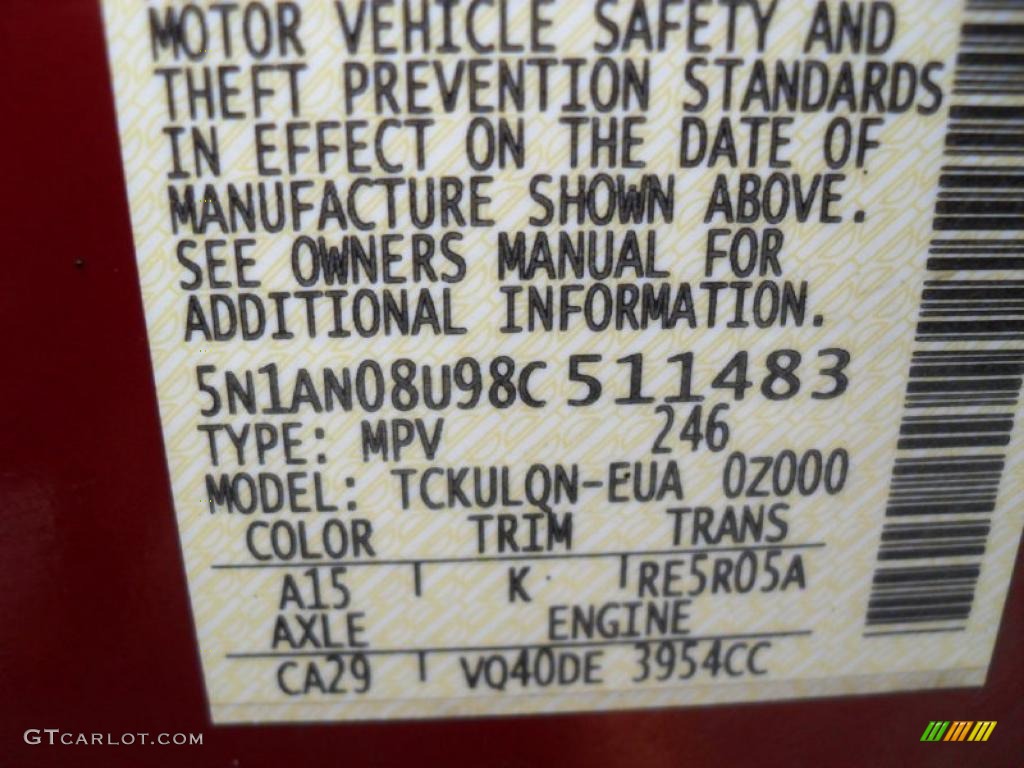 MOTOR VEHICLE SAFETY AND
THEFT PREVENTION STANDARDS
IN EFFECT ON THE DATE OF
MANUFACTURE SHOWN ABOVE.
SEE OWNERS MANUAL FOR
ADDITIONAL INFORMATION.
5N1AN08U98C 511483
TYPE: MPV 246
MODEL: TCKULQN-EUA 0Z000
COLOR TRIM TRANS
A15 K RE5R05A
AXLE ENGINE
CA29 VQ40DE 3954CC
GTCARLOT.COM